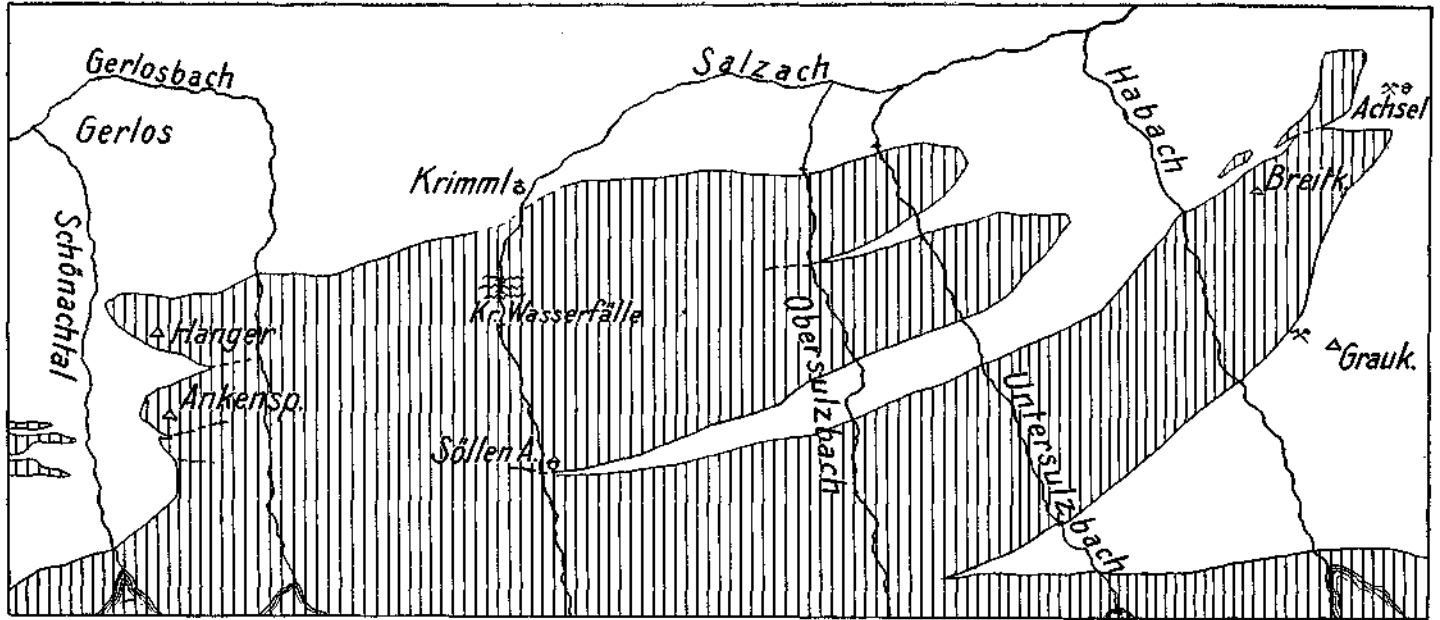 Gerlosbach
Salzach
Gerlos
Habach
Achsel
Krimml
Breitk.
Schönachtal
Kr. Wasserfälle
Hanger
Obersulzbach
Grauk.
Ankensp.
Untersulzbach
Söllen A.